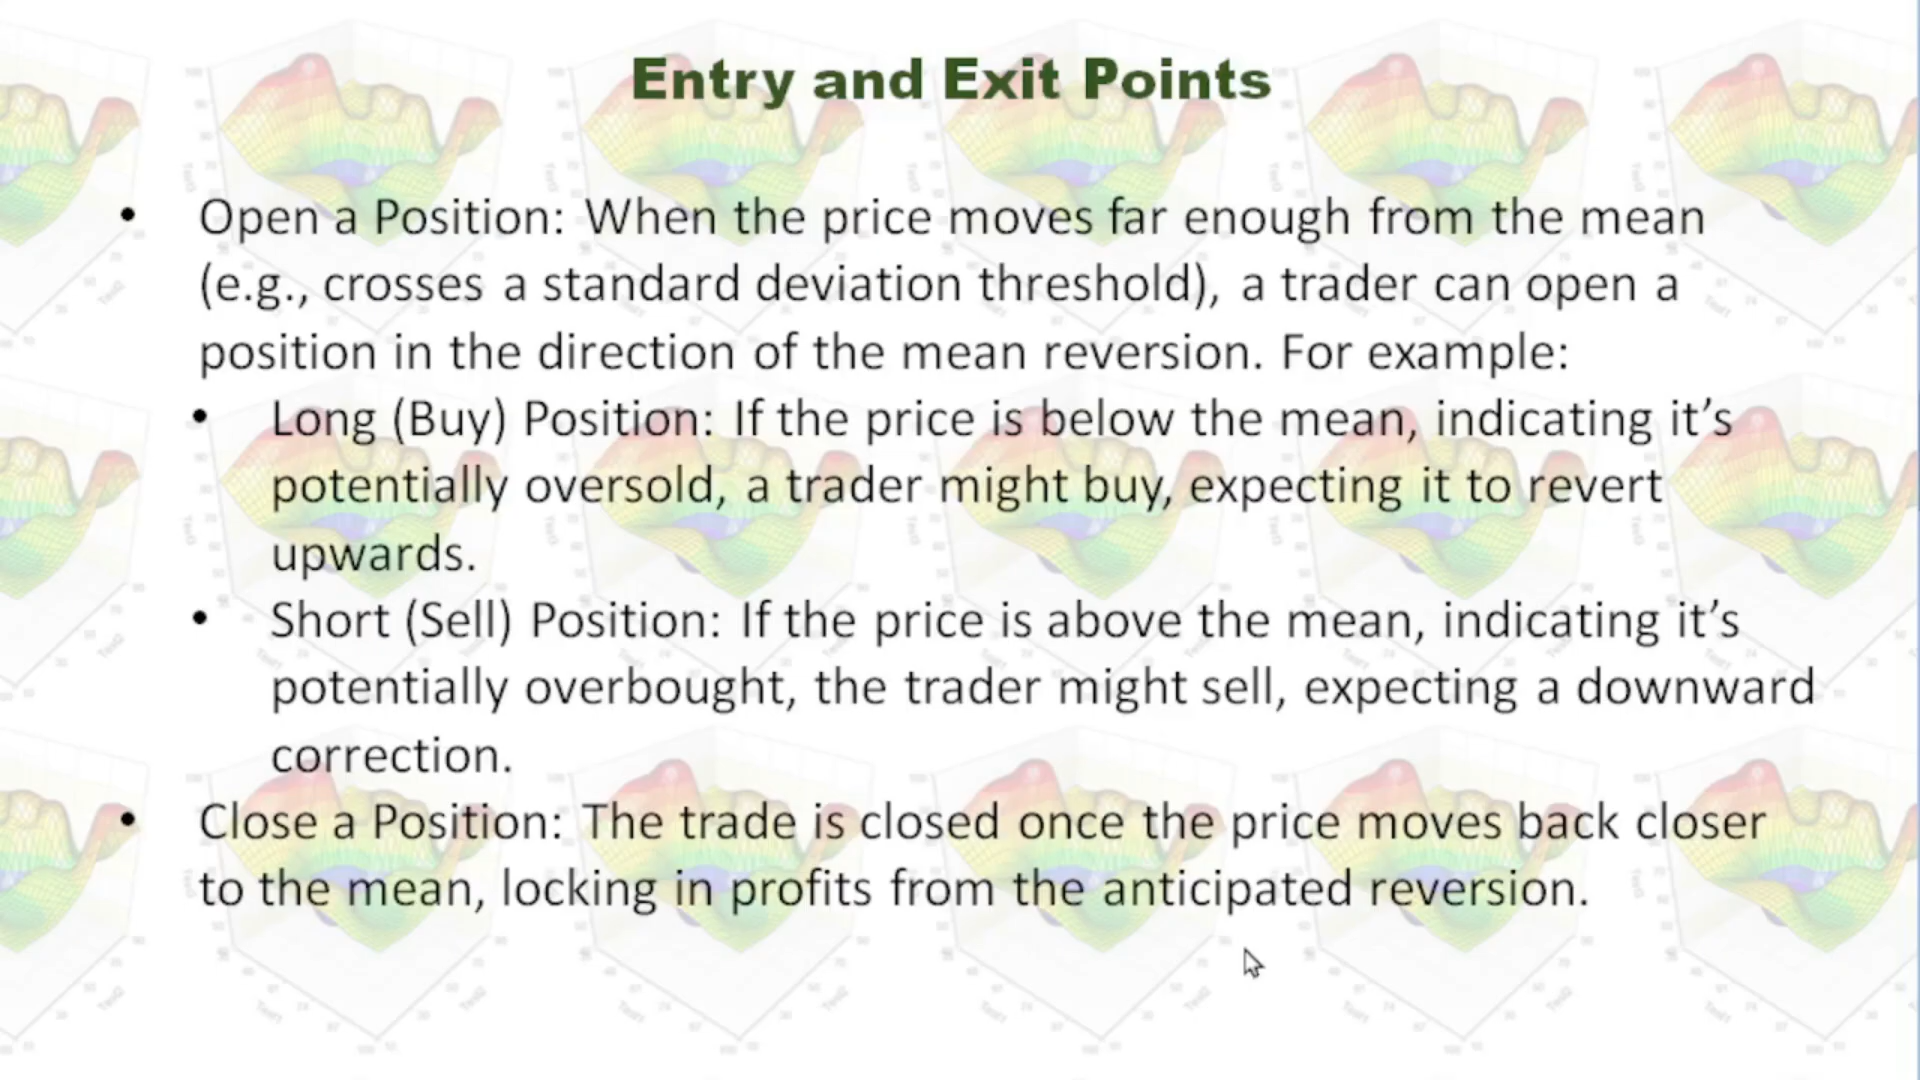 Entry and Exit Points
• Open a Position: When the price moves far enough from the mean
(e.g., crosses a standard deviation threshold), a trader can open a
position in the direction of the mean reversion. For example:
• Long (Buy) Position: If the price is below the mean, indicating it’s
potentially oversold, a trader might buy, expecting it to revert
upwards.
• Short (Sell) Position: If the price is above the mean, indicating it’s
potentially overbought, the trader might sell, expecting a downward
correction.
• Close a Position: The trade is closed once the price moves back closer
to the mean, locking in profits from the anticipated reversion.